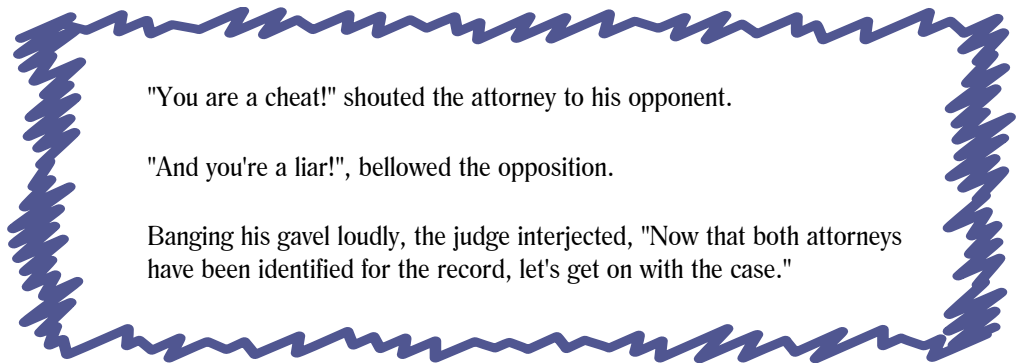 "You are a cheat!" shouted the attorney to his opponent.
"And you're a liar!", bellowed the opposition.
Banging his gavel loudly, the judge interjected, "Now that both attorneys
have been identified for the record, let's get on with the case."